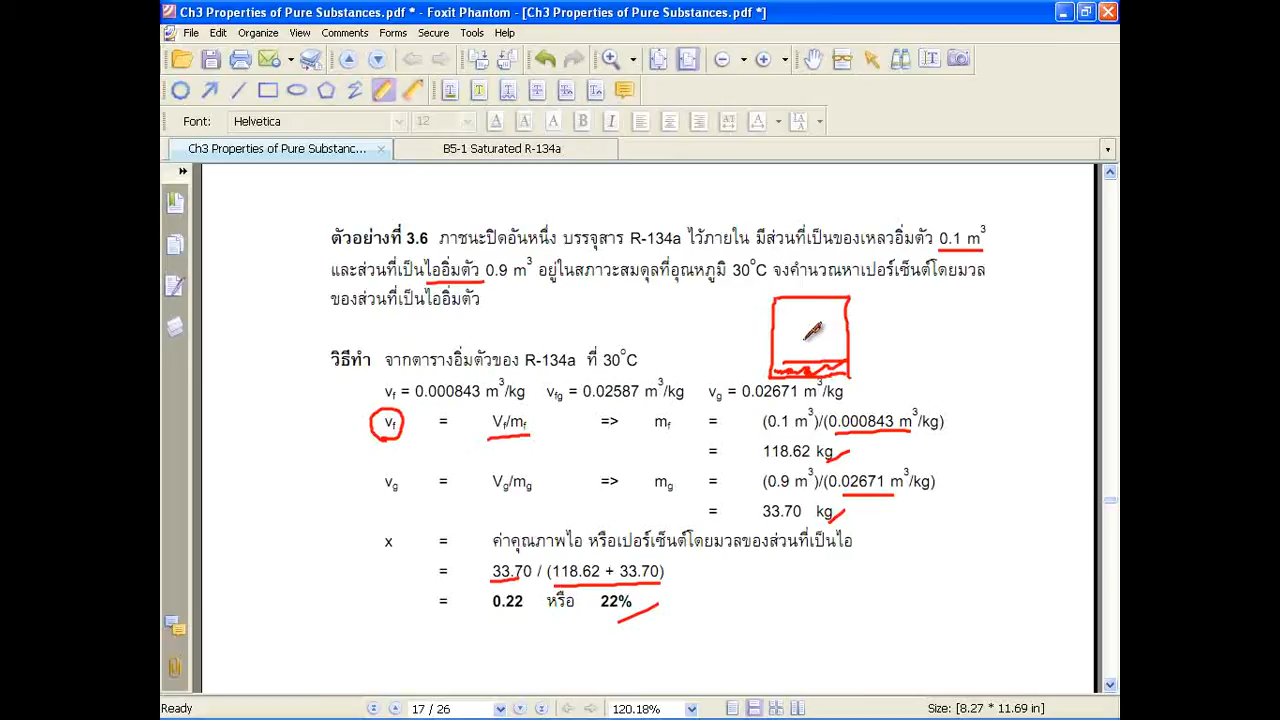 Ch3 Properties of Pure Substances.pdf * - Foxit Phantom - [Ch3 Properties of Pure Substances.pdf *]
File Edit Organize View Comments Forms Secure Tools Help
Font: Helvetica 12
Ch3 Properties of Pure Substanc... B5-1 Saturated R-134a
ตัวอย่างที่ 3.6 ภาชนะปิดอันหนึ่ง บรรจุสาร R-134a ไว้ภายใน มีส่วนที่เป็นของเหลวอิ่มตัว 0.1 m³
และส่วนที่เป็นไออิ่มตัว 0.9 m³ อยู่ในสภาวะสมดุลที่อุณหภูมิ 30°C จงคำนวณหาเปอร์เซ็นต์โดยมวล
ของส่วนที่เป็นไออิ่มตัว
วิธีทำ จากตารางอิ่มตัวของ R-134a ที่ 30°C
vf = 0.000843 m³/kg vfg = 0.02587 m³/kg vg = 0.02671 m³/kg
vf = Vf/mf => mf = (0.1 m³)/(0.000843 m³/kg)
= 118.62 kg
vg = Vg/mg => mg = (0.9 m³)/(0.02671 m³/kg)
= 33.70 kg
x = ค่าคุณภาพไอ หรือเปอร์เซ็นต์โดยมวลของส่วนที่เป็นไอ
= 33.70 / (118.62 + 33.70)
= 0.22 หรือ 22%
Ready 17 / 26 120.18% Size: [8.27 * 11.69 inch]